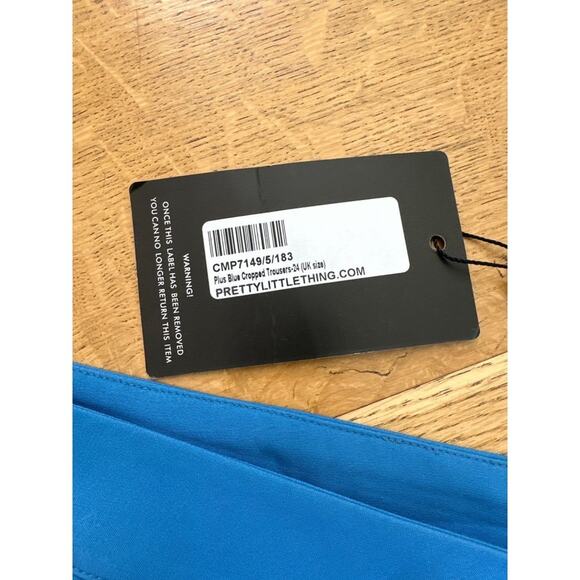 CMP7149/5/183
Plus Blue Cropped Trousers-24 (UK size)
PRETTYLITTLETHING.COM
WARNING!
ONCE THIS LABEL HAS BEEN REMOVED
YOU CAN NO LONGER RETURN THIS ITEM